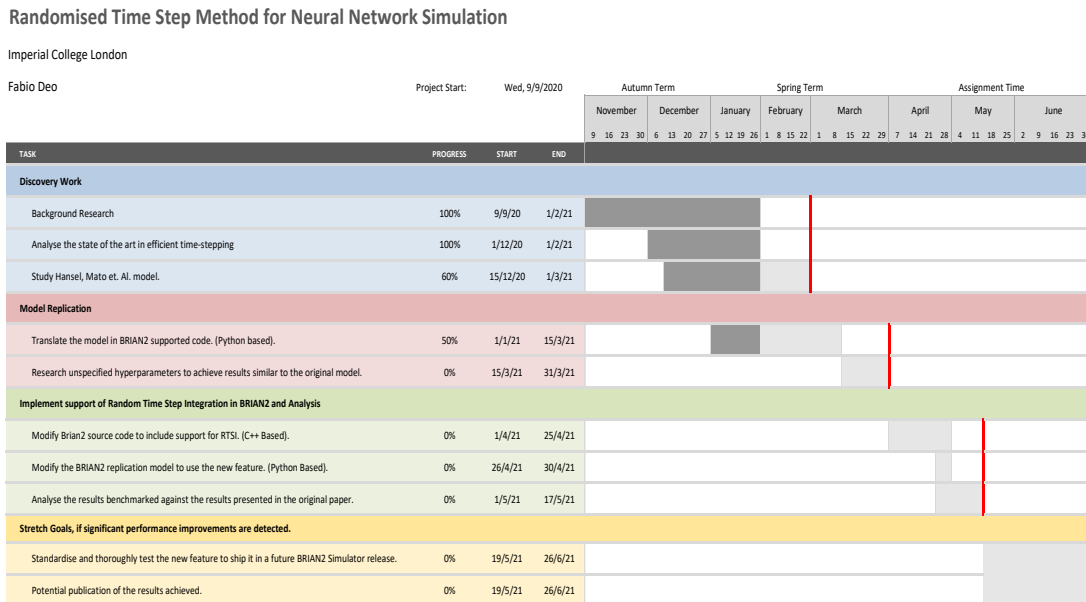 Randomised Time Step Method for Neural Network Simulation
Imperial College London
Fabio Deo Project Start: Wed, 9/9/2020 Autumn Term Spring Term Assignment Time
November December January February March April May June
9 16 23 30 6 13 20 27 5 12 19 26 1 8 15 22 1 8 15 22 29 7 14 21 28 4 11 18 25 2 9 16 23
TASK PROGRESS START END
Discovery Work
Background Research 100% 9/9/20 1/2/21
Analyse the state of the art in efficient time-stepping 100% 1/12/20 1/2/21
Study Hansel, Mato et. Al. model. 60% 15/12/20 1/3/21
Model Replication
Translate the model in BRIAN2 supported code. (Python based). 50% 1/1/21 15/3/21
Research unspecified hyperparameters to achieve results similar to the original model. 0% 15/3/21 31/3/21
Implement support of Random Time Step Integration in BRIAN2 and Analysis
Modify Brian2 source code to include support for RTSI. (C++ Based). 0% 1/4/21 25/4/21
Modify the BRIAN2 replication model to use the new feature. (Python Based). 0% 26/4/21 30/4/21
Analyse the results benchmarked against the results presented in the original paper. 0% 1/5/21 17/5/21
Stretch Goals, if significant performance improvements are detected.
Standardise and thoroughly test the new feature to ship it in a future BRIAN2 Simulator release. 0% 19/5/21 26/6/21
Potential publication of the results achieved. 0% 19/5/21 26/6/21